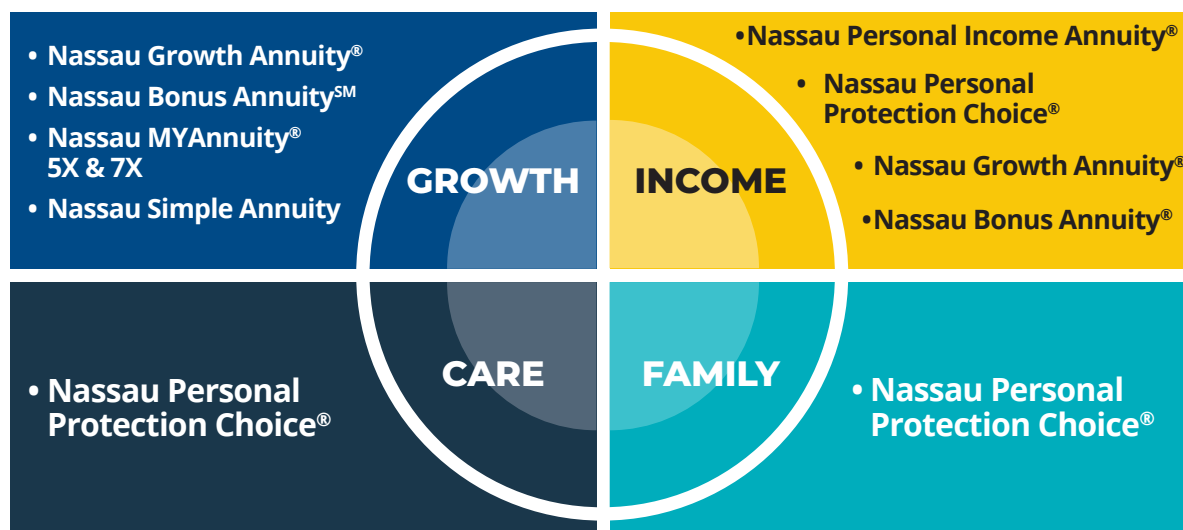 • Nassau Growth Annuity®
• Nassau Bonus Annuity℠
• Nassau MYAnnuity®
5X & 7X
• Nassau Simple Annuity
GROWTH
INCOME
•Nassau Personal Income Annuity®
• Nassau Personal
Protection Choice®
• Nassau Growth Annuity®
•Nassau Bonus Annuity®
• Nassau Personal
Protection Choice®
CARE
FAMILY
• Nassau Personal
Protection Choice®